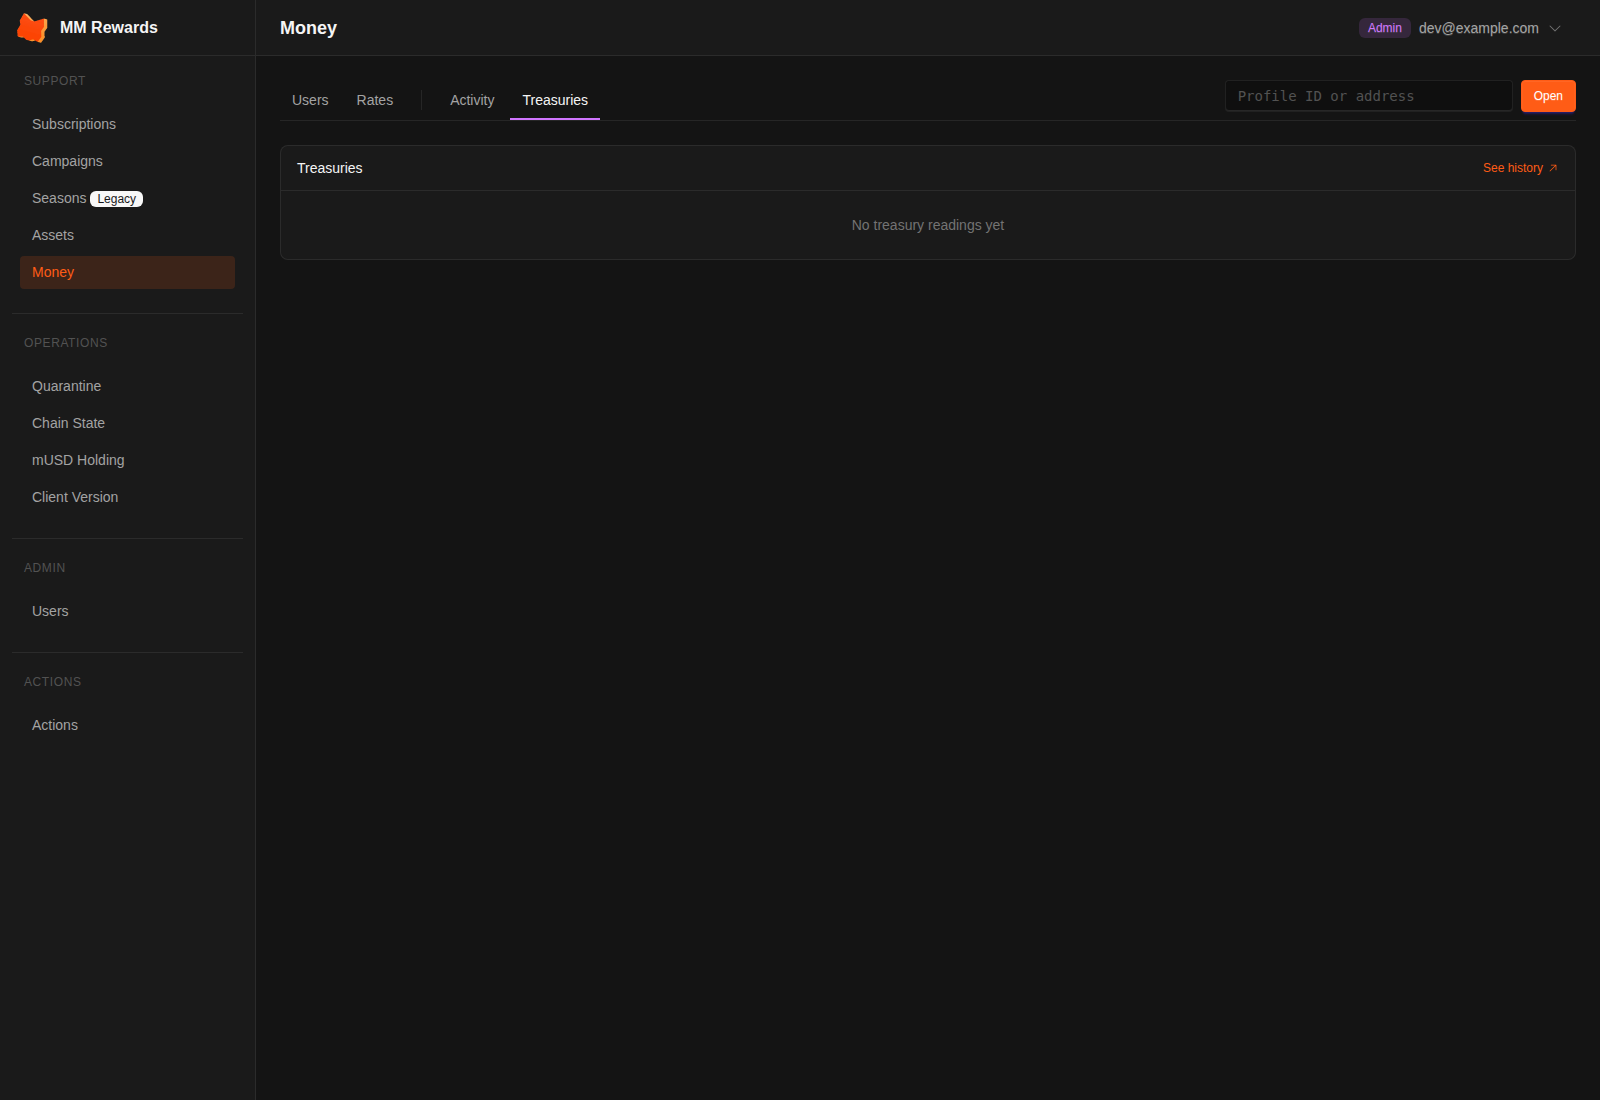 MM Rewards
Money
Admin
dev@example.com
SUPPORT
Subscriptions
Campaigns
Seasons Legacy
Assets
Money
OPERATIONS
Quarantine
Chain State
mUSD Holding
Client Version
ADMIN
Users
ACTIONS
Actions
Users
Rates
Activity
Treasuries
Profile ID or address
Open
Treasuries
See history
No treasury readings yet